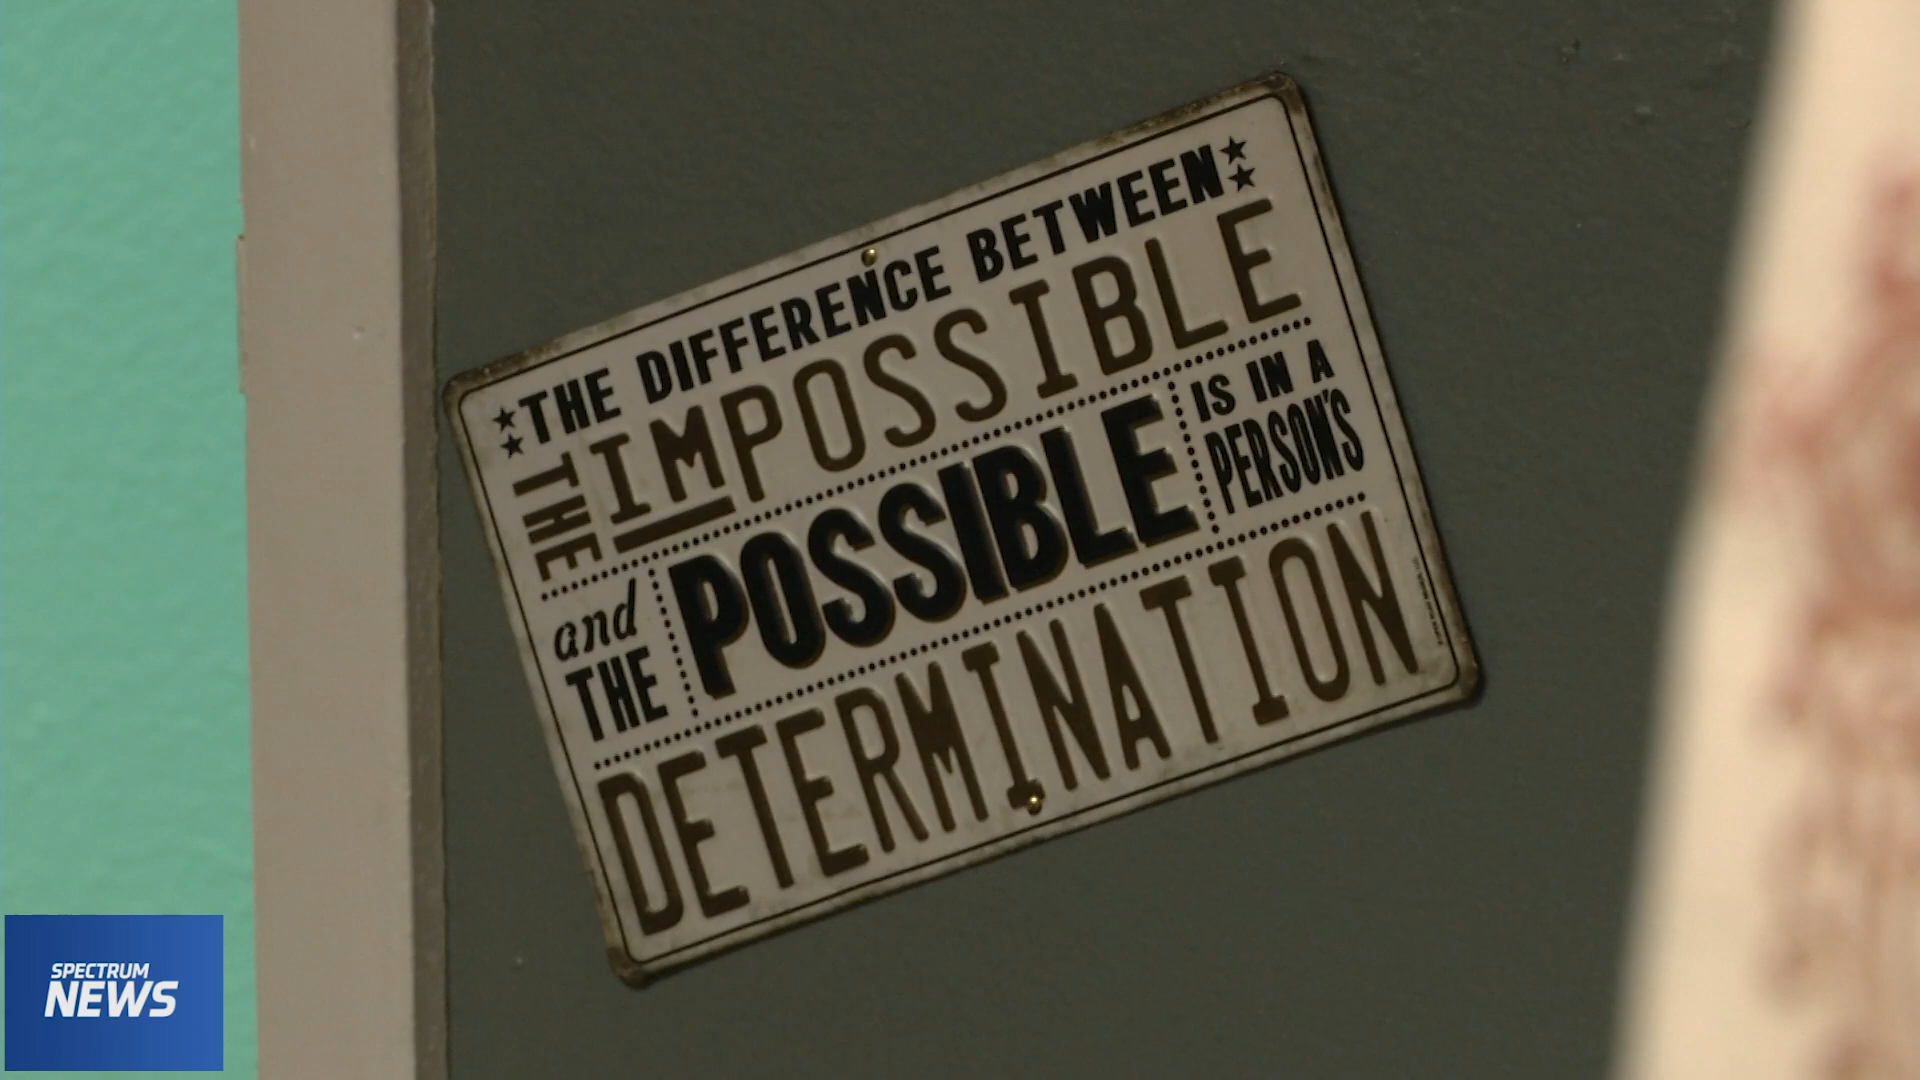 THE DIFFERENCE BETWEEN
THE IMPOSSIBLE
and THE POSSIBLE IS IN A PERSON'S
DETERMINATION
SPECTRUM
NEWS